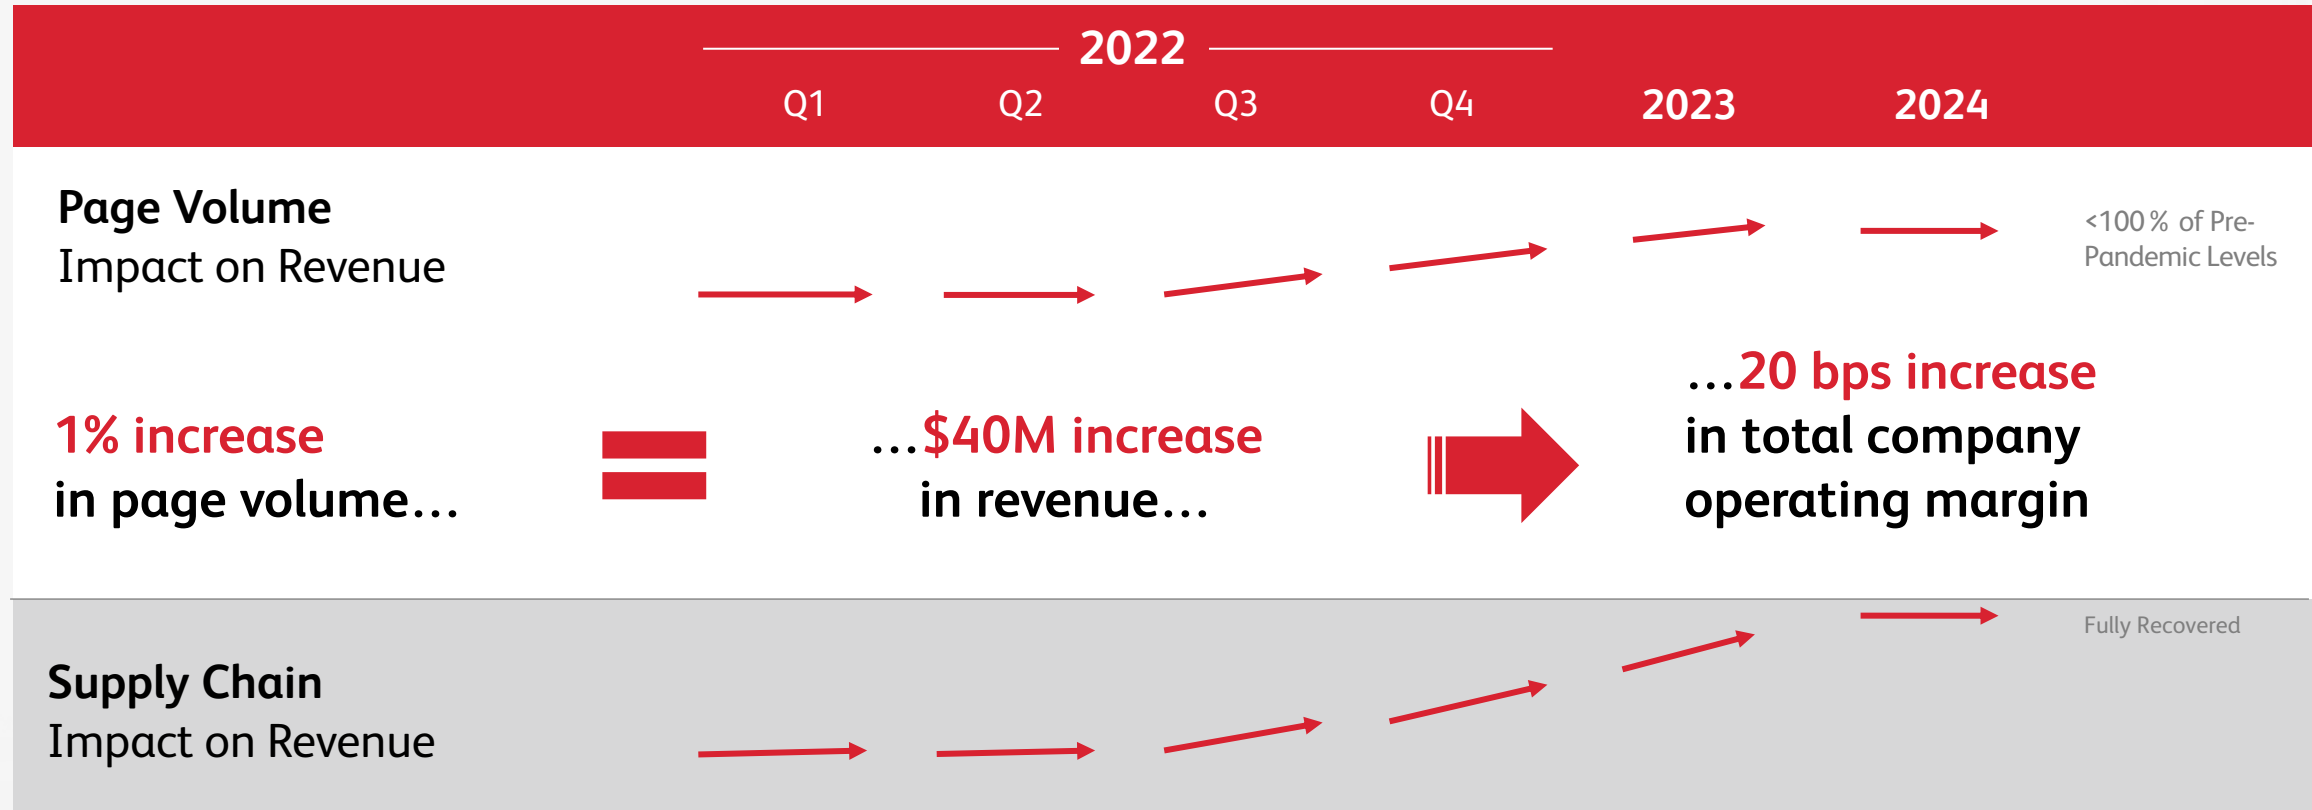 2022
Q1 Q2 Q3 Q4 2023 2024
Page Volume
Impact on Revenue
<100% of Pre-
Pandemic Levels
1% increase
in page volume...
...$40M increase
in revenue...
...20 bps increase
in total company
operating margin
Supply Chain
Impact on Revenue
Fully Recovered